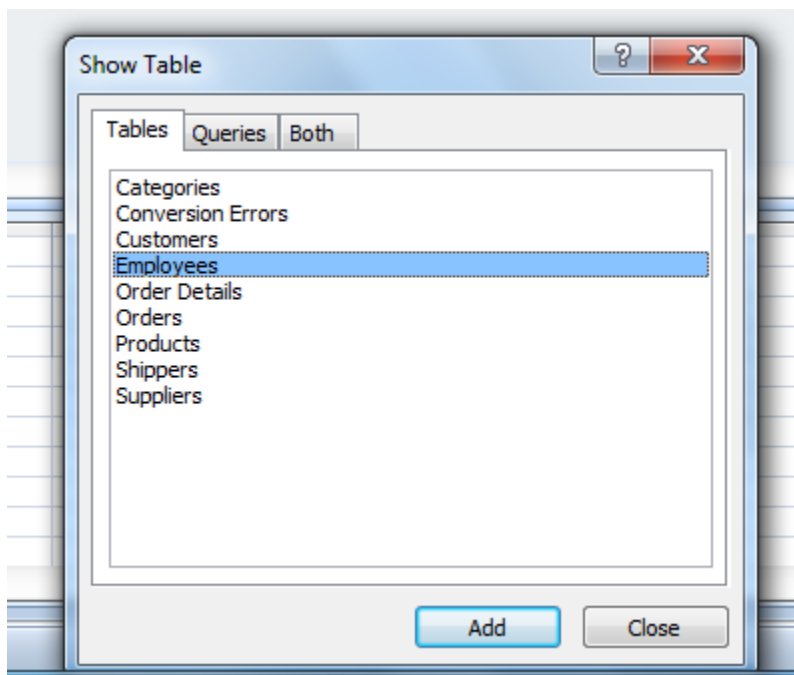 Show Table
?
Tables Queries Both
Categories
Conversion Errors
Customers
Employees
Order Details
Orders
Products
Shippers
Suppliers
Add Close